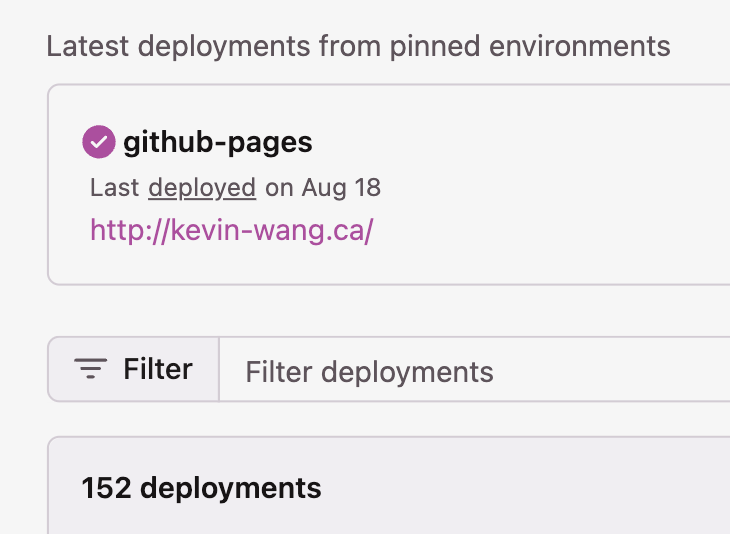 Latest deployments from pinned environments
github-pages
Last deployed on Aug 18
http://kevin-wang.ca/
Filter
Filter deployments
152 deployments